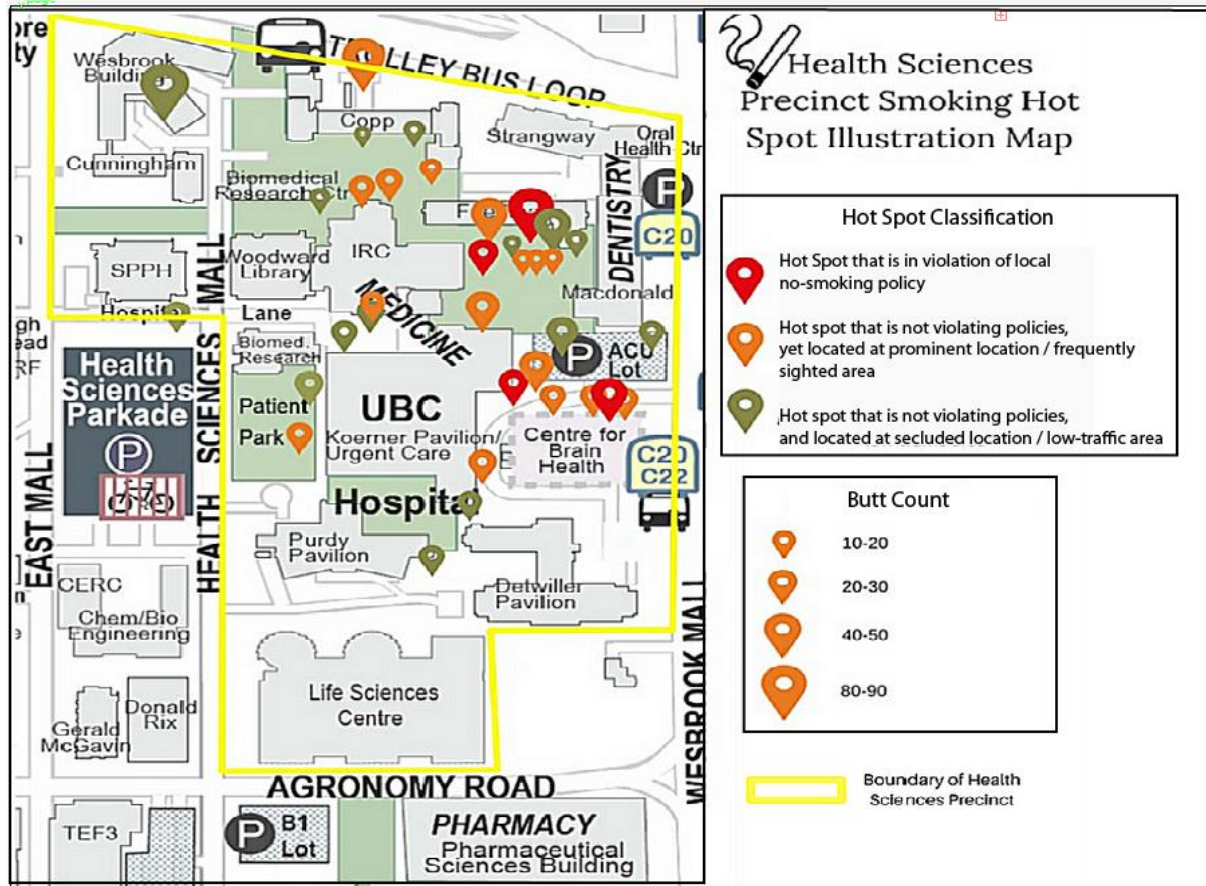 Health Sciences
Precinct Smoking Hot
Spot Illustration Map
Hot Spot Classification
Hot Spot that is in violation of local
no-smoking policy
Hot spot that is not violating policies,
yet located at prominent location / frequently
sighted area
Hot spot that is not violating policies,
and located at secluded location / low-traffic area
Butt Count
10-20
20-30
40-50
80-90
Boundary of Health
Sciences Precinct
Wesbrook
Building
BUS LOOP
Copp
Strangway
Oral
Health Ctr
Cunningham
Biomedical
Research Ctr
DENTISTRY
P
C20
IRC
SPPH
Woodward
Library
MEDICINE
Macdonald
Lane
Biomed.
Research
P
ACU
Lot
Health
Sciences
Parkade
P
Patient
Park
UBC
Koerner Pavilion/
Urgent Care
Centre for
Brain
Health
C20
C22
Hospital
Purdy
Pavilion
Detwiller
Pavilion
EAST MALL
HEALTH SCIENCES MALL
WESBROOK MALL
CERC
Chem/Bio
Engineering
Life Sciences
Centre
Gerald
McGavin
Donald
Rix
AGRONOMY ROAD
TEF3
P
B1
Lot
PHARMACY
Pharmaceutical
Sciences Building